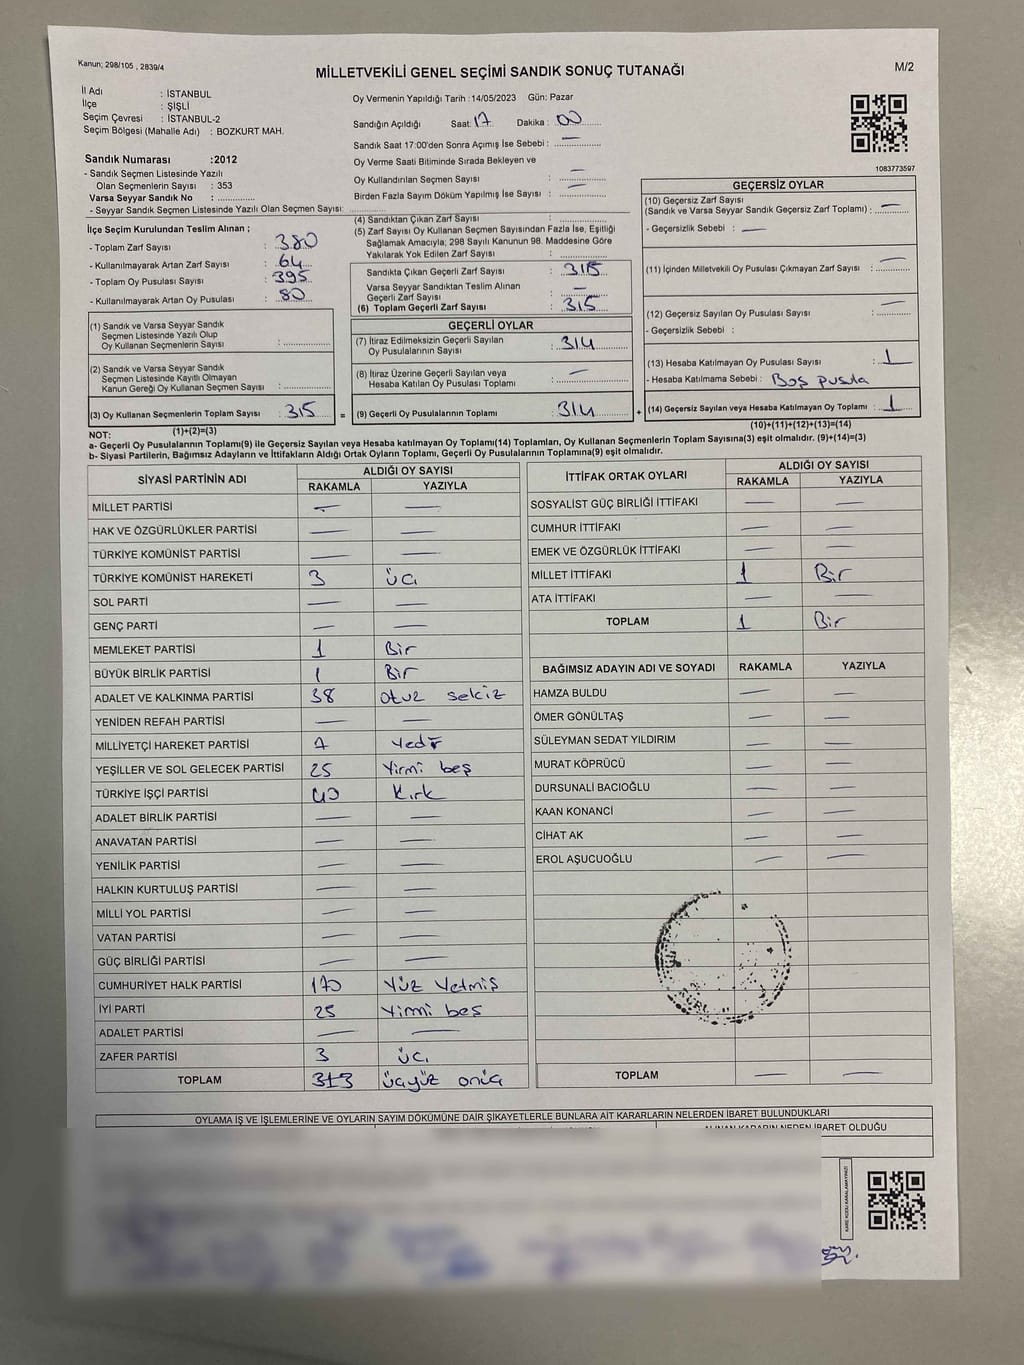 Kanun; 298/105 , 2839/4
MİLLETVEKİLİ GENEL SEÇİMİ SANDIK SONUÇ TUTANAĞI
M/2
İl Adı : İSTANBUL
İlçe : ŞİŞLİ
Seçim Çevresi : İSTANBUL-2
Seçim Bölgesi (Mahalle Adı) : BOZKURT MAH.
Sandık Numarası :2012
- Sandık Seçmen Listesinde Yazılı
Olan Seçmenlerin Sayısı : 353
Varsa Seyyar Sandık No : ..............
- Seyyar Sandık Seçmen Listesinde Yazılı Olan Seçmen Sayısı: ..............
İlçe Seçim Kurulundan Teslim Alınan ;
- Toplam Zarf Sayısı : 380
- Kullanılmayarak Artan Zarf Sayısı : 64
- Toplam Oy Pusulası Sayısı : 395
- Kullanılmayarak Artan Oy Pusulası : 80
(1) Sandık ve Varsa Seyyar Sandık
Seçmen Listesinde Yazılı Olup
Oy Kullanan Seçmenlerin Sayısı : ..............
(2) Sandık ve Varsa Seyyar Sandık
Seçmen Listesinde Kayıtlı Olmayan
Kanun Gereği Oy Kullanan Seçmen Sayısı : ..............
(3) Oy Kullanan Seçmenlerin Toplam Sayısı : 315 =
(1)+(2)=(3)
Oy Vermenin Yapıldığı Tarih :14/05/2023 Gün: Pazar
Sandığın Açıldığı Saat: 17 Dakika : 00
Sandık Saat 17:00'den Sonra Açımış İse Sebebi : —
Oy Verme Saati Bitiminde Sırada Bekleyen ve
Oy Kullandırılan Seçmen Sayısı : —
Birden Fazla Sayım Döküm Yapılmış İse Sayısı : —
(4) Sandıktan Çıkan Zarf Sayısı : ..............
(5) Zarf Sayısı Oy Kullanan Seçmen Sayısından Fazla İse, Eşitliği
Sağlamak Amacıyla; 298 Sayılı Kanunun 98. Maddesine Göre
Yakılarak Yok Edilen Zarf Sayısı : ..............
Sandıkta Çıkan Geçerli Zarf Sayısı : 315
Varsa Seyyar Sandıktan Teslim Alınan
Geçerli Zarf Sayısı : —
(6) Toplam Geçerli Zarf Sayısı : 315
GEÇERLİ OYLAR
(7) İtiraz Edilmeksizin Geçerli Sayılan
Oy Pusulalarının Sayısı : 314
(8) İtiraz Üzerine Geçerli Sayılan veya
Hesaba Katılan Oy Pusulası Toplamı : —
(9) Geçerli Oy Pusulalarının Toplamı 314 +
1083773597
GEÇERSİZ OYLAR
(10) Geçersiz Zarf Sayısı
(Sandık ve Varsa Seyyar Sandık Geçersiz Zarf Toplamı) : —
- Geçersizlik Sebebi : —
(11) İçinden Milletvekili Oy Pusulası Çıkmayan Zarf Sayısı : —
(12) Geçersiz Sayılan Oy Pusulası Sayısı : —
- Geçersizlik Sebebi :
(13) Hesaba Katılmayan Oy Pusulası Sayısı : 1
- Hesaba Katılmama Sebebi : Boş pusula
(14) Geçersiz Sayılan veya Hesaba Katılmayan Oy Toplamı : 1
(10)+(11)+(12)+(13)=(14)
NOT:
a- Geçerli Oy Pusulalarının Toplamı(9) ile Geçersiz Sayılan veya Hesaba katılmayan Oy Toplamı(14) Toplamları, Oy Kullanan Seçmenlerin Toplam Sayısına(3) eşit olmalıdır. (9)+(14)=(3)
b- Siyasi Partilerin, Bağımsız Adayların ve İttifakların Aldığı Ortak Oyların Toplamı, Geçerli Oy Pusulalarının Toplamına(9) eşit olmalıdır.
SİYASİ PARTİNİN ADI ALDIĞI OY SAYISI
RAKAMLA YAZIYLA
MİLLET PARTİSİ — —
HAK VE ÖZGÜRLÜKLER PARTİSİ — —
TÜRKİYE KOMÜNİST PARTİSİ — —
TÜRKİYE KOMÜNİST HAREKETİ 3 üç
SOL PARTİ — —
GENÇ PARTİ — —
MEMLEKET PARTİSİ 1 Bir
BÜYÜK BİRLİK PARTİSİ 1 Bir
ADALET VE KALKINMA PARTİSİ 38 otuz sekiz
YENİDEN REFAH PARTİSİ — —
MİLLİYETÇİ HAREKET PARTİSİ 7 Yedi
YEŞİLLER VE SOL GELECEK PARTİSİ 25 Yirmi beş
TÜRKİYE İŞÇİ PARTİSİ 40 Kırk
ADALET BİRLİK PARTİSİ — —
ANAVATAN PARTİSİ — —
YENİLİK PARTİSİ — —
HALKIN KURTULUŞ PARTİSİ — —
MİLLİ YOL PARTİSİ — —
VATAN PARTİSİ — —
GÜÇ BİRLİĞİ PARTİSİ — —
CUMHURİYET HALK PARTİSİ 170 Yüz Yetmiş
İYİ PARTİ 25 Yirmi beş
ADALET PARTİSİ — —
ZAFER PARTİSİ 3 üç
TOPLAM 313 üçyüz onüç
İTTİFAK ORTAK OYLARI ALDIĞI OY SAYISI
RAKAMLA YAZIYLA
SOSYALİST GÜÇ BİRLİĞİ İTTİFAKI — —
CUMHUR İTTİFAKI — —
EMEK VE ÖZGÜRLÜK İTTİFAKI — —
MİLLET İTTİFAKI 1 Bir
ATA İTTİFAKI — —
TOPLAM 1 Bir
BAĞIMSIZ ADAYIN ADI VE SOYADI RAKAMLA YAZIYLA
HAMZA BULDU — —
ÖMER GÖNÜLTAŞ — —
SÜLEYMAN SEDAT YILDIRIM — —
MURAT KÖPRÜCÜ — —
DURSUNALİ BACIOĞLU — —
KAAN KONANCİ — —
CİHAT AK — —
EROL AŞUCUOĞLU — —
TOPLAM — —
OYLAMA İŞ VE İŞLEMLERİNE VE OYLARIN SAYIM DÖKÜMÜNE DAİR ŞİKAYETLERLE BUNLARA AİT KARARLARIN NELERDEN İBARET BULUNDUKLARI
ALINAN KARARIN NEDEN İBARET OLDUĞU
KARE KODU KARALAMAYINIZ!